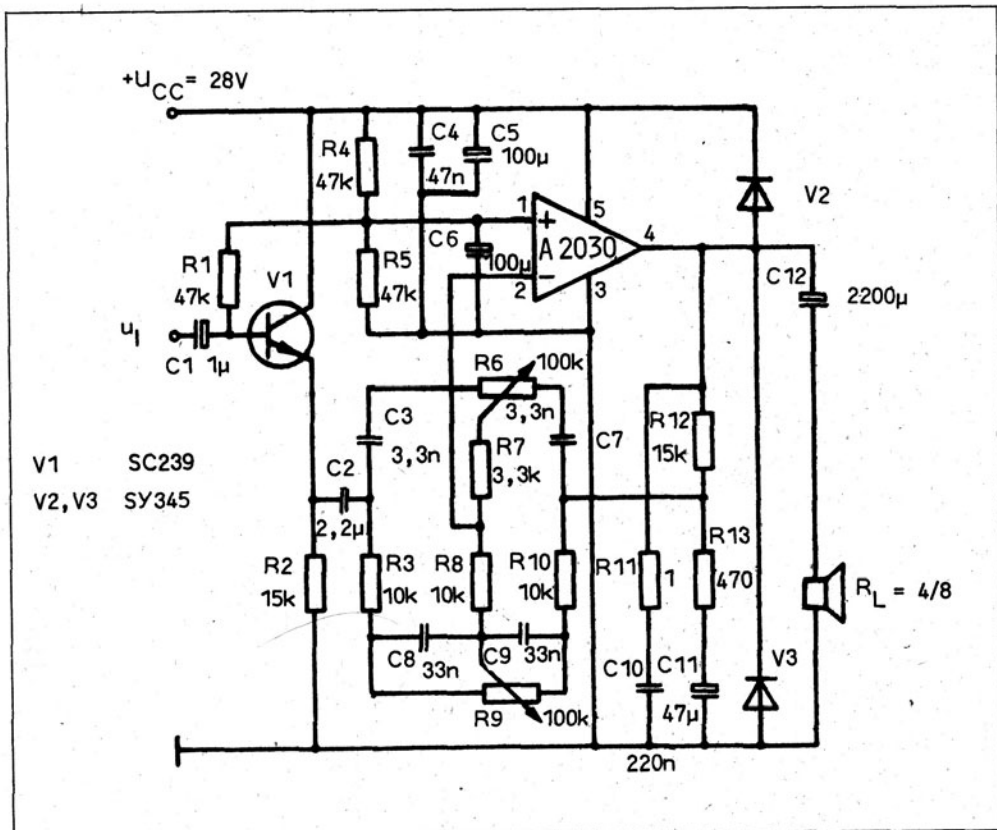 +U_CC = 28V
R4
47k
C4
47n
C5
100µ
V2
1
+
5
A 2030
4
C6
100µ
−
2
3
R1
47k
V1
R5
47k
C12
2200µ
u_I
C1 1µ
R6
100k
3,3n
C3
3,3n
R7
3,3k
C7
R12
15k
V1 SC239
V2,V3 SY345
C2
2,2µ
R13
470
R2
15k
R3
10k
R8
10k
R10
10k
R11
1
R_L = 4/8
C8
33n
C9
33n
C10
C11
47µ
V3
R9
100k
220n